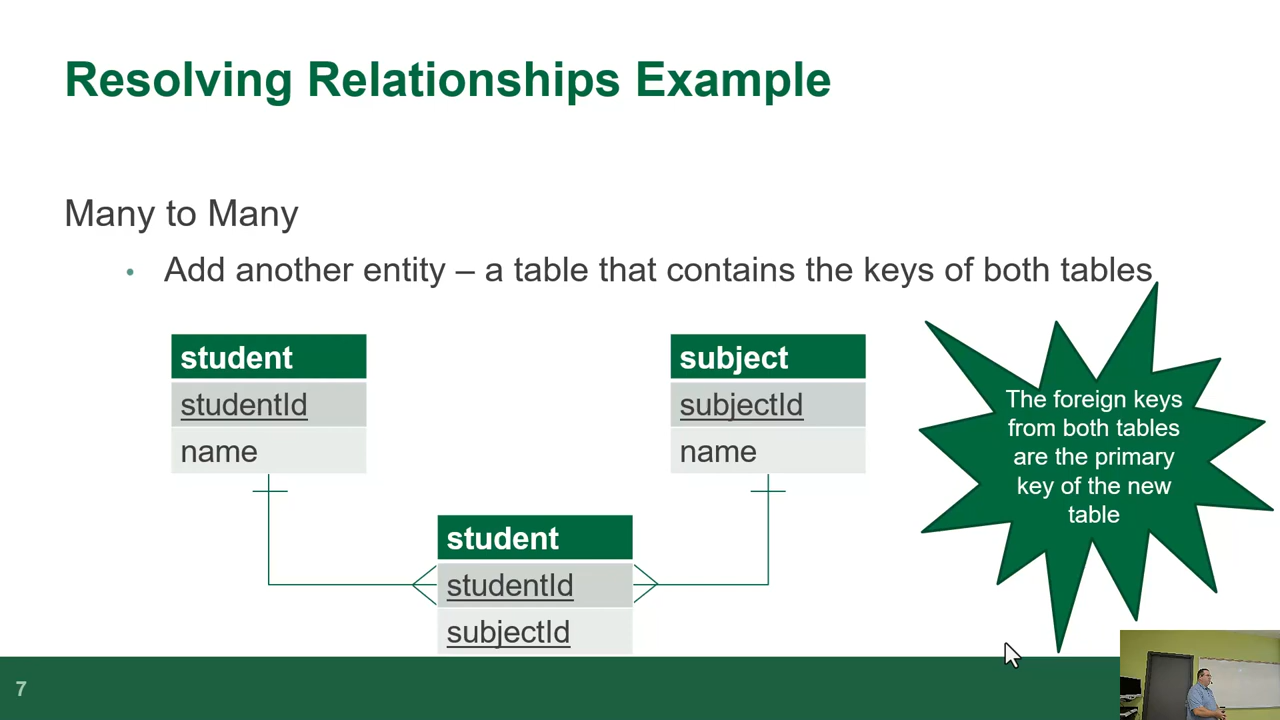 Resolving Relationships Example
Many to Many
• Add another entity – a table that contains the keys of both tables
student
studentId
name
subject
subjectId
name
The foreign keys
from both tables
are the primary
key of the new
table
student
studentId
subjectId
7